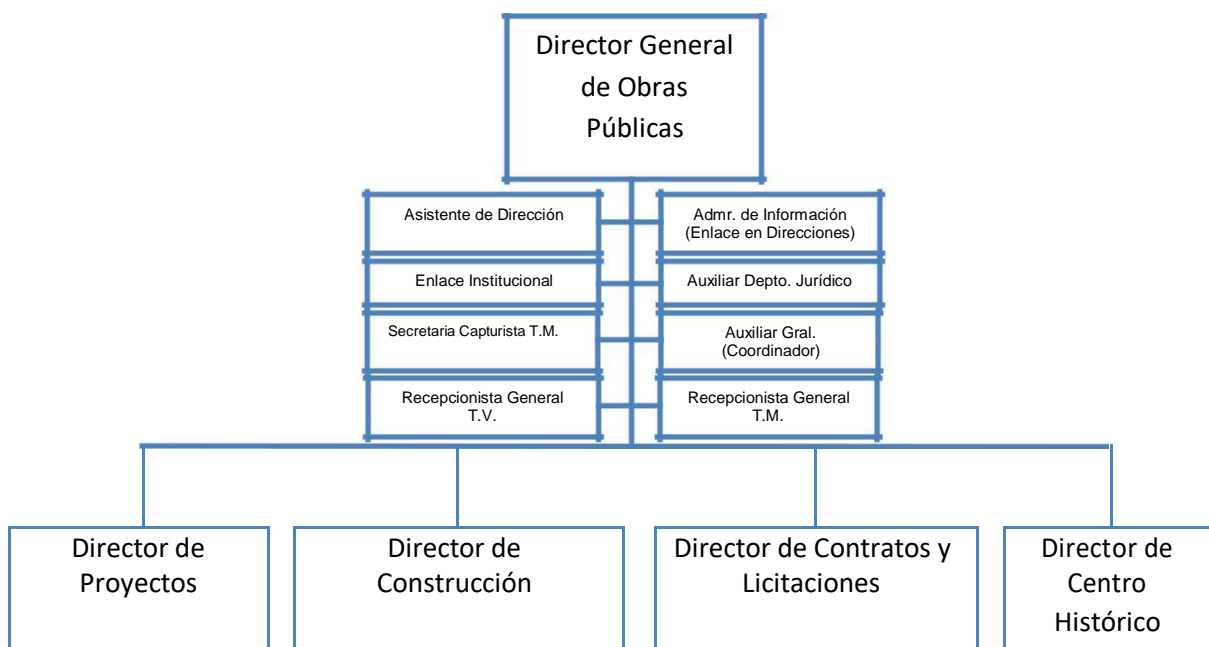 Director General
de Obras
Públicas
Asistente de Dirección
Admr. de Información
(Enlace en Direcciones)
Enlace Institucional
Auxiliar Depto. Jurídico
Secretaria Capturista T.M.
Auxiliar Gral.
(Coordinador)
Recepcionista General
T.V.
Recepcionista General
T.M.
Director de
Proyectos
Director de
Construcción
Director de Contratos y
Licitaciones
Director de
Centro
Histórico